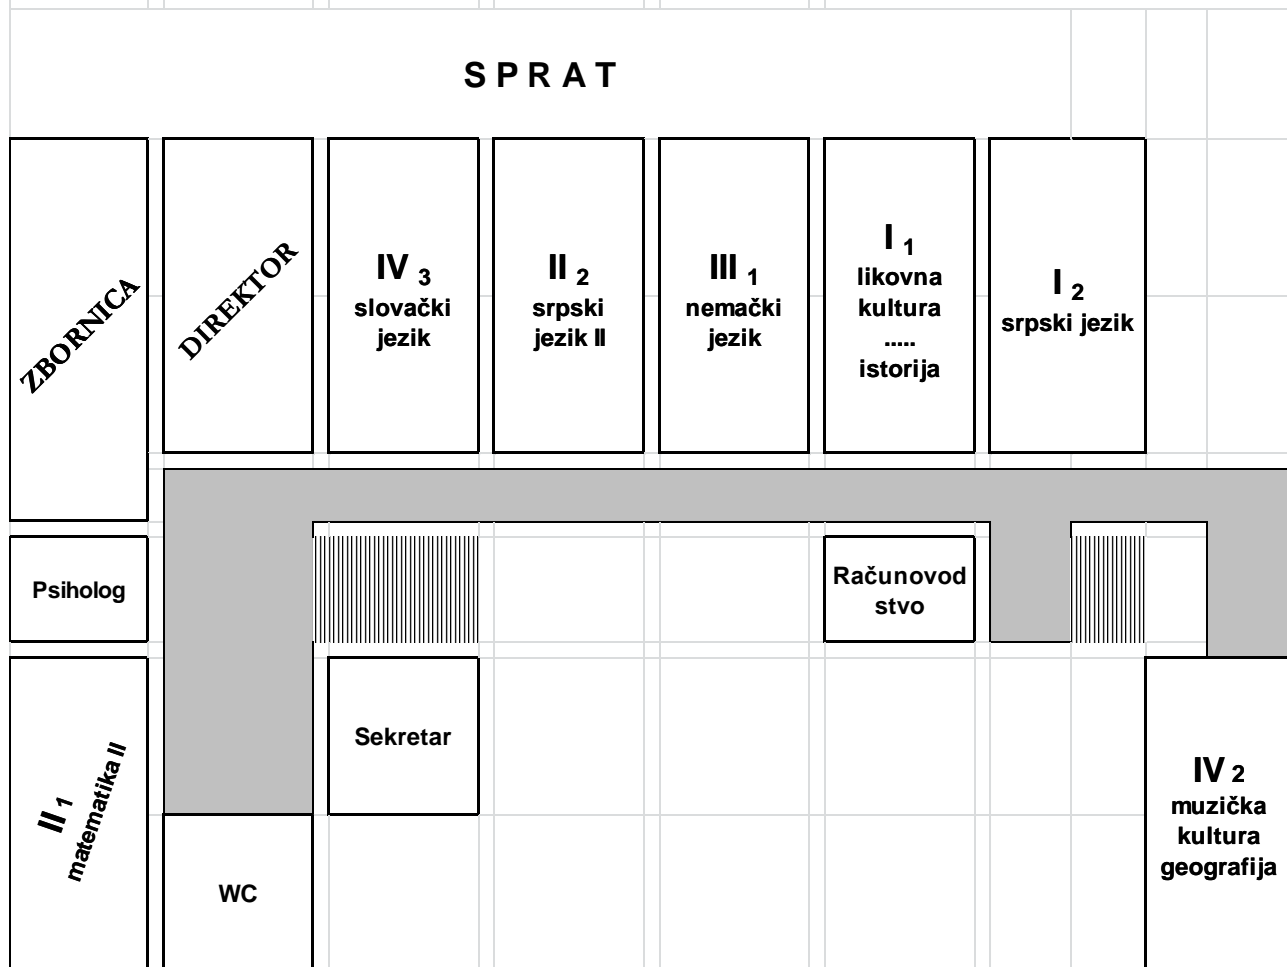 S P R A T
ZBORNICA
DIREKTOR
IV 3
slovački
jezik
II 2
srpski
jezik II
III 1
nemački
jezik
I 1
likovna
kultura
.....
istorija
I 2
srpski jezik
Psiholog
Računovod
stvo
Sekretar
II 1
matematika II
WC
IV 2
muzička
kultura
geografija